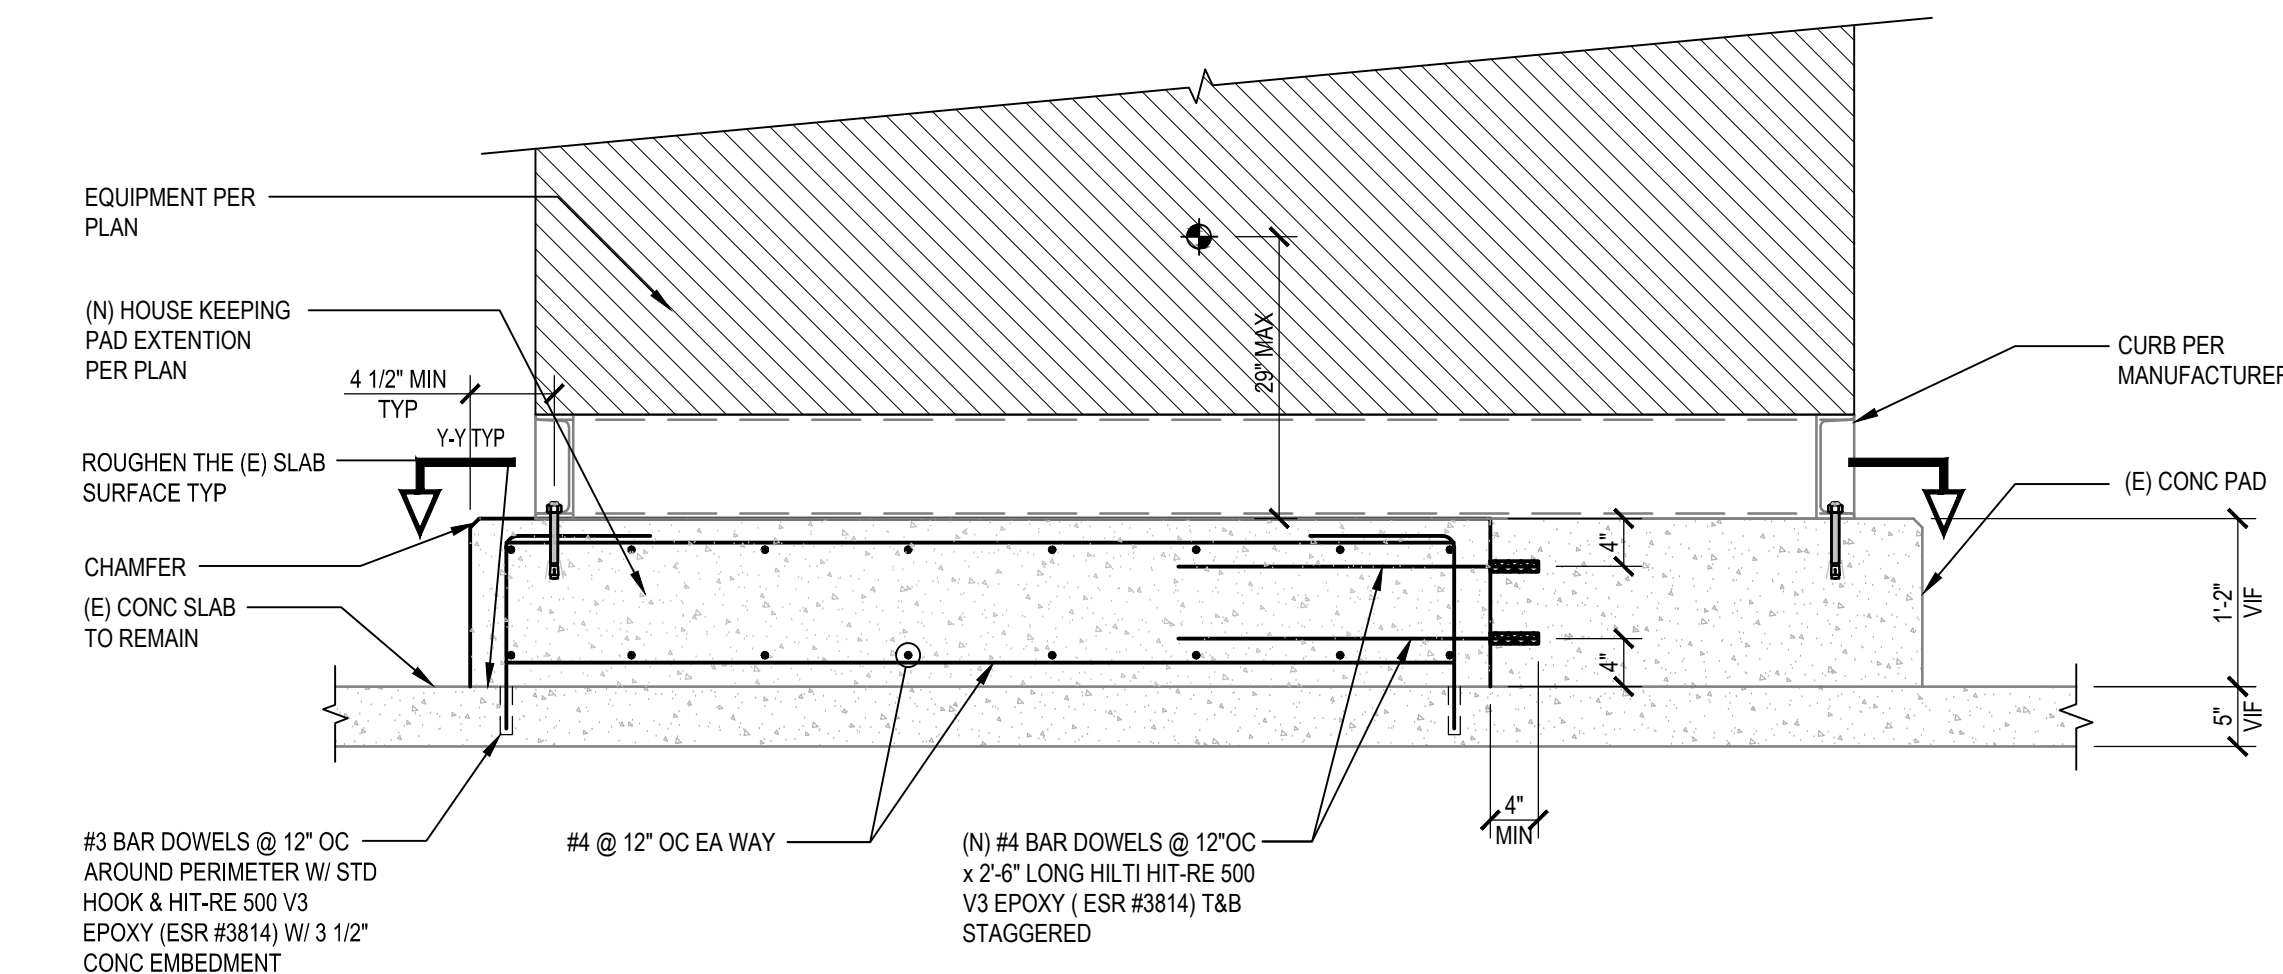 EQUIPMENT PER
PLAN
(N) HOUSE KEEPING
PAD EXTENTION
PER PLAN
4 1/2" MIN
TYP
Y-Y TYP
ROUGHEN THE (E) SLAB
SURFACE TYP
CHAMFER
(E) CONC SLAB
TO REMAIN
29" MAX
CURB PER
MANUFACTURER
(E) CONC PAD
4"
4"
1'-2"
VIF
5"
VIF
4"
MIN
#3 BAR DOWELS @ 12" OC
AROUND PERIMETER W/ STD
HOOK & HIT-RE 500 V3
EPOXY (ESR #3814) W/ 3 1/2"
CONC EMBEDMENT
#4 @ 12" OC EA WAY
(N) #4 BAR DOWELS @ 12"OC
x 2'-6" LONG HILTI HIT-RE 500
V3 EPOXY ( ESR #3814) T&B
STAGGERED